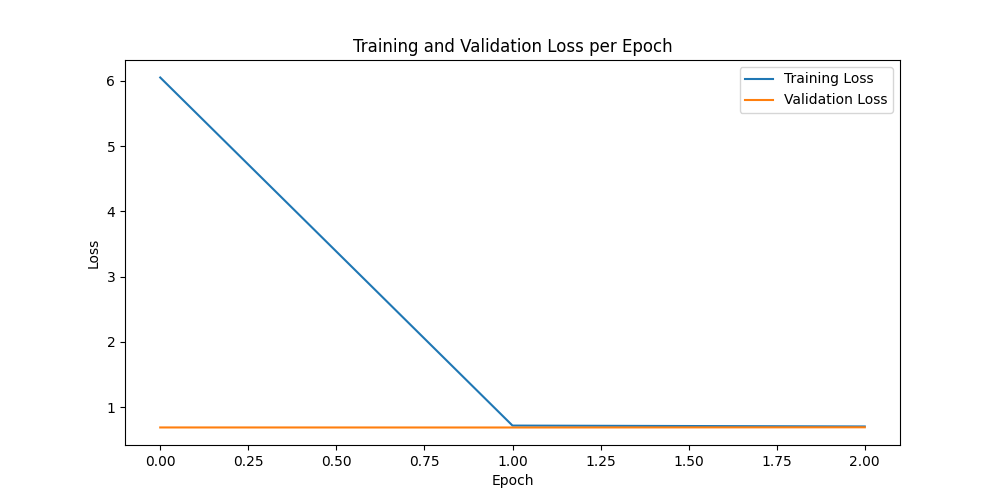 Training and Validation Loss per Epoch
Training Loss
Validation Loss
6
5
4
3
2
1
Loss
0.00 0.25 0.50 0.75 1.00 1.25 1.50 1.75 2.00
Epoch